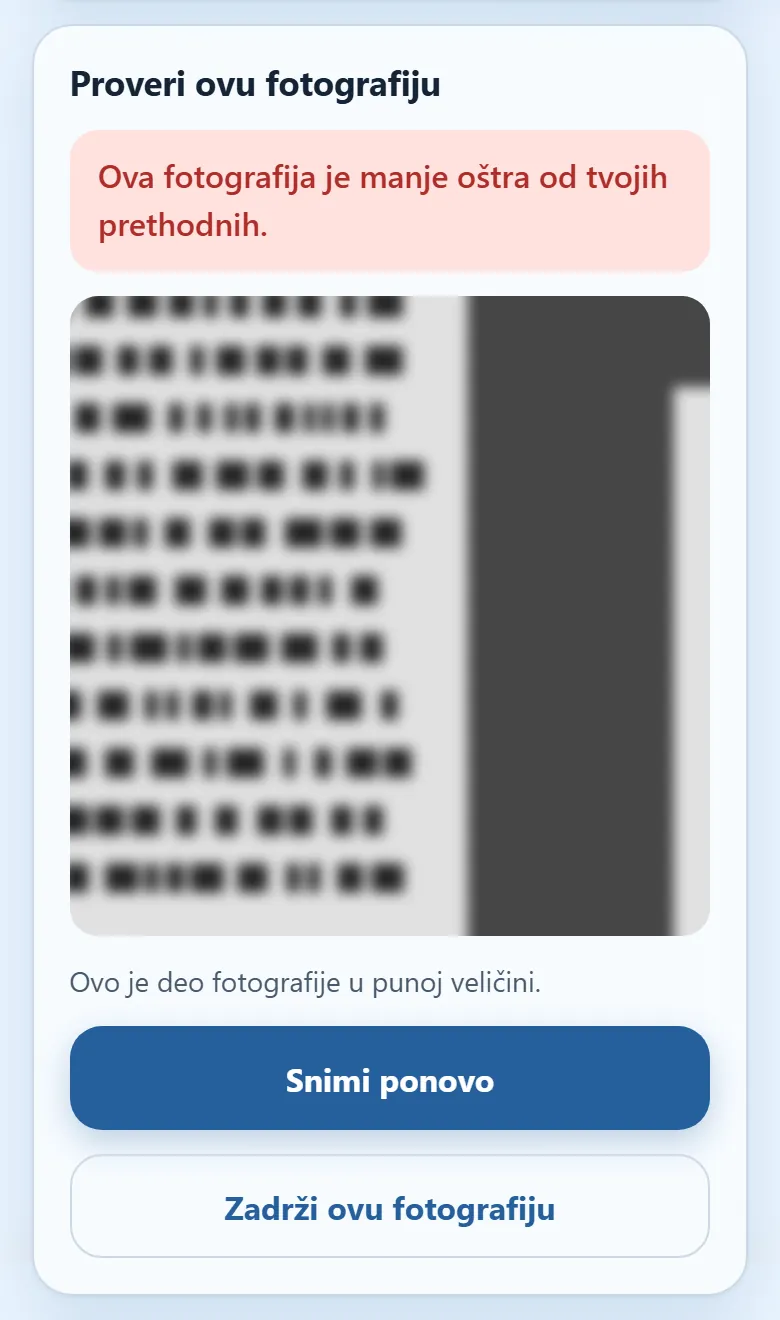 Proveri ovu fotografiju
Ova fotografija je manje oštra od tvojih
prethodnih.
Ovo je deo fotografije u punoj veličini.
Snimi ponovo
Zadrži ovu fotografiju